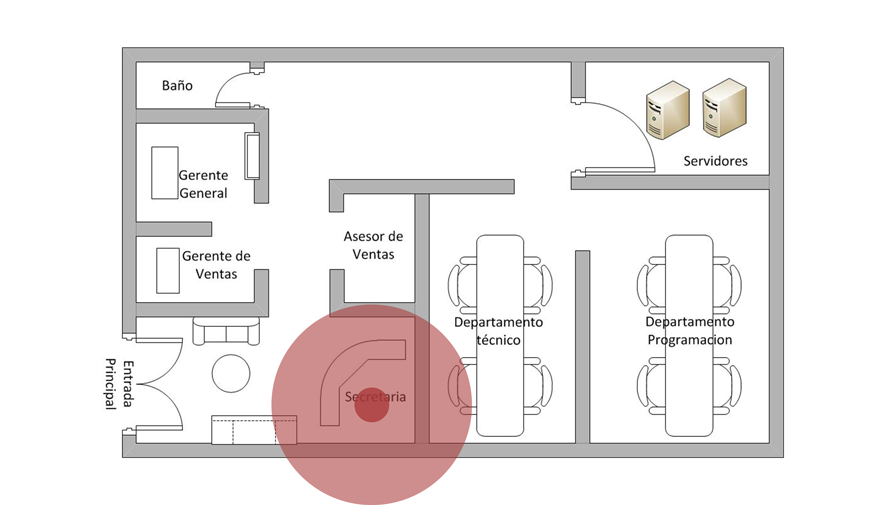 Baño
Servidores
Gerente
General
Asesor de
Ventas
Gerente de
Ventas
Departamento
técnico
Departamento
Programacion
Entrada
Principal
Secretaria